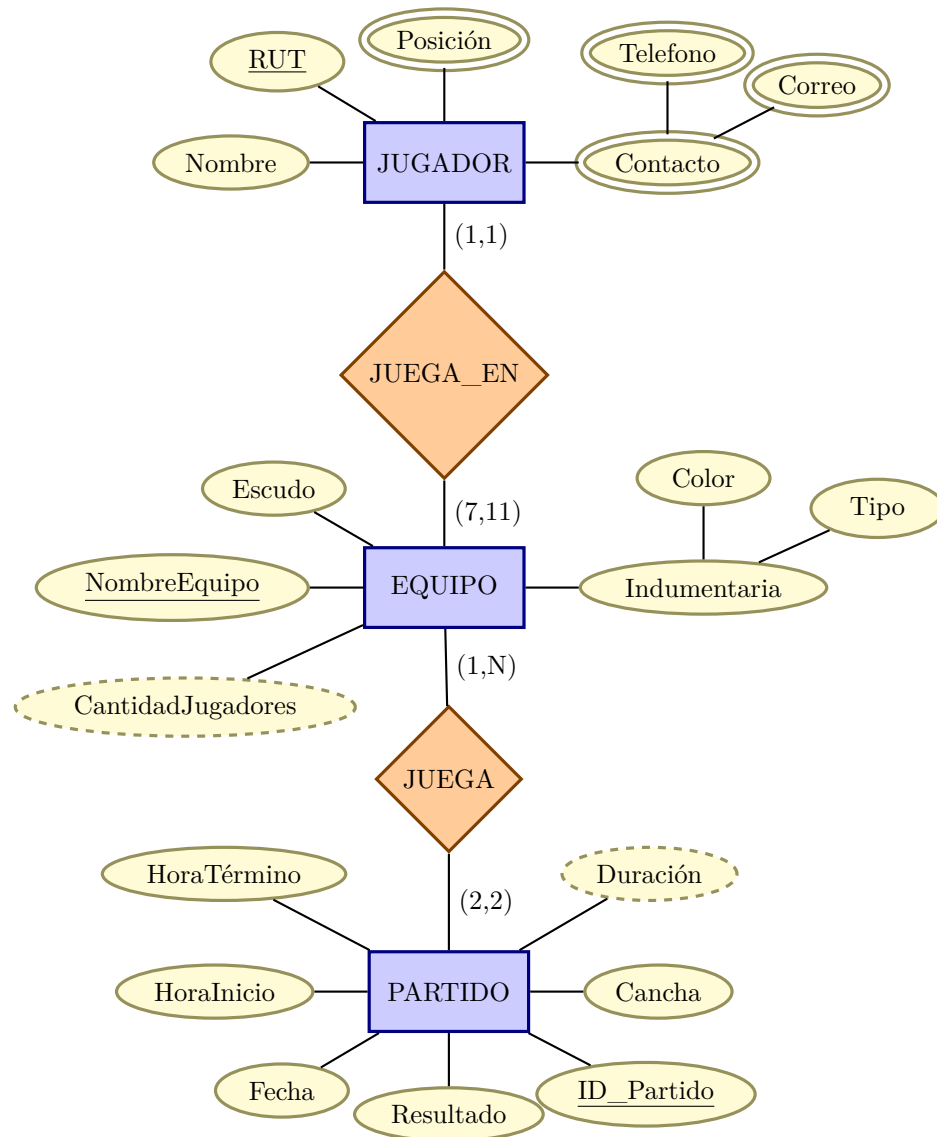 Posición
RUT
Telefono
Correo
Nombre
JUGADOR
Contacto
(1,1)
JUEGA_EN
Escudo
Color
Tipo
(7,11)
NombreEquipo
EQUIPO
Indumentaria
(1,N)
CantidadJugadores
JUEGA
HoraTérmino
Duración
(2,2)
HoraInicio
PARTIDO
Cancha
Fecha
Resultado
ID_Partido